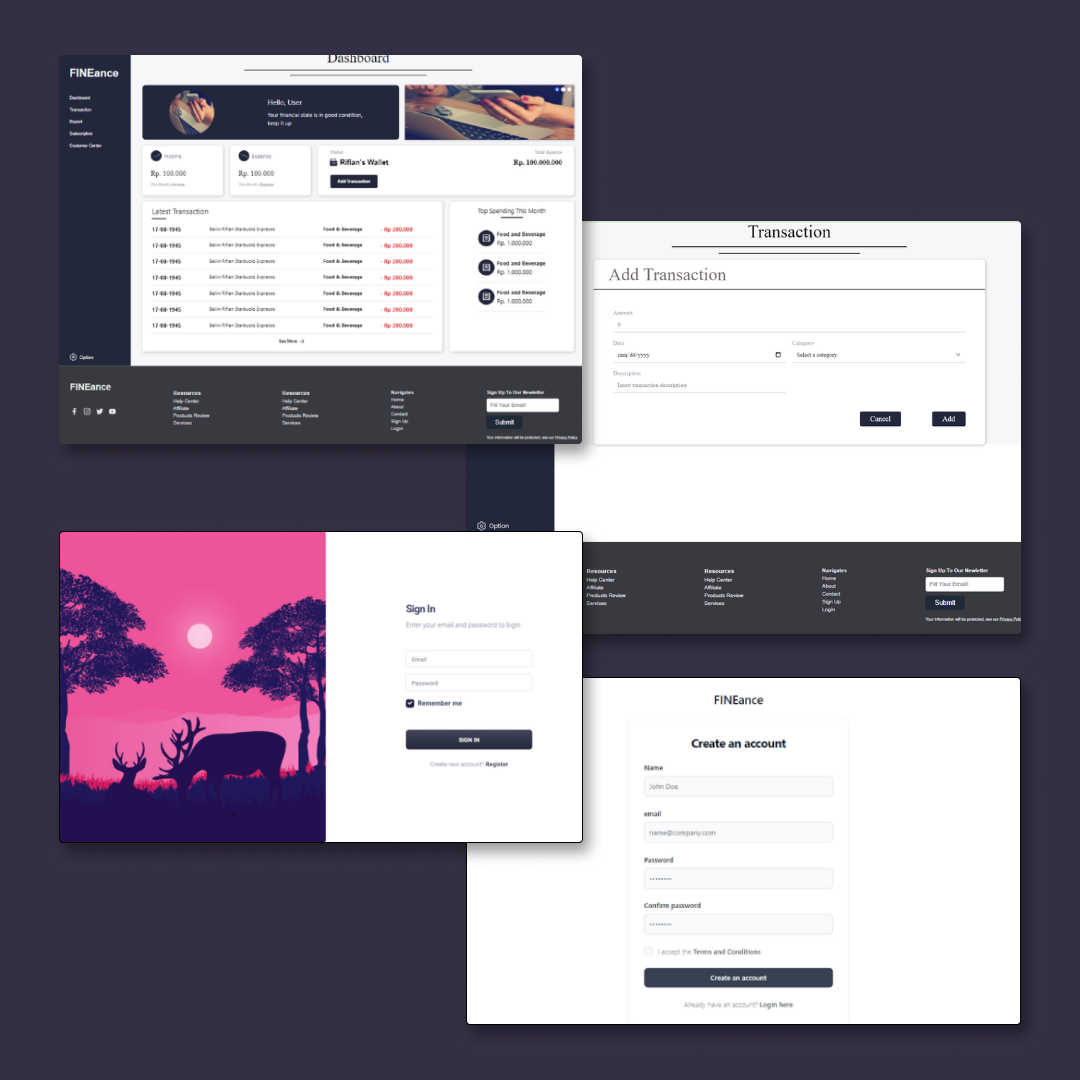 Dashboard
FINEance
Dashboard
Transaction
Report
Subscription
Customer Center
Hello, User
Your financial state is in good condition,
keep it up
Income
Rp. 100.000
This Month's Income
Expense
Rp. 100.000
This Month's Expense
Wallet
Rifian's Wallet
Total Balance
Rp. 100.000.000
Add Transaction
Latest Transaction
17-08-1945 Beliin Rifian Starbucks Espresso Food & Beverage - Rp 200.000
17-08-1945 Beliin Rifian Starbucks Espresso Food & Beverage - Rp 200.000
17-08-1945 Beliin Rifian Starbucks Espresso Food & Beverage - Rp 200.000
17-08-1945 Beliin Rifian Starbucks Espresso Food & Beverage - Rp 200.000
17-08-1945 Beliin Rifian Starbucks Espresso Food & Beverage - Rp 200.000
17-08-1945 Beliin Rifian Starbucks Espresso Food & Beverage - Rp 200.000
17-08-1945 Beliin Rifian Starbucks Espresso Food & Beverage - Rp 200.000
See More →
Top Spending This Month
Food and Beverage
Rp. 1.000.000
Food and Beverage
Rp. 1.000.000
Food and Beverage
Rp. 1.000.000
Option
FINEance
Resources
Help Center
Affiliate
Products Review
Services
Resources
Help Center
Affiliate
Products Review
Services
Navigates
Home
About
Contact
Sign Up
Login
Sign Up To Our Newletter
Fill Your Email!
Submit
Your information will be protected, see our Privacy Policy
Transaction
Add Transaction
Amount
0
Date
mm/dd/yyyy
Category
Select a category
Description
Insert transaction description
Cancel
Add
Option
Resources
Help Center
Affiliate
Products Review
Services
Resources
Help Center
Affiliate
Products Review
Services
Navigates
Home
About
Contact
Sign Up
Login
Sign Up To Our Newletter
Fill Your Email!
Submit
Your information will be protected, see our Privacy Polic
Sign In
Enter your email and password to login
Email
Password
Remember me
SIGN IN
Create new account? Register
FINEance
Create an account
Name
John Doe
email
name@company.com
Password
••••••••
Confirm password
••••••••
I accept the Terms and Conditions
Create an account
Already have an account? Login here